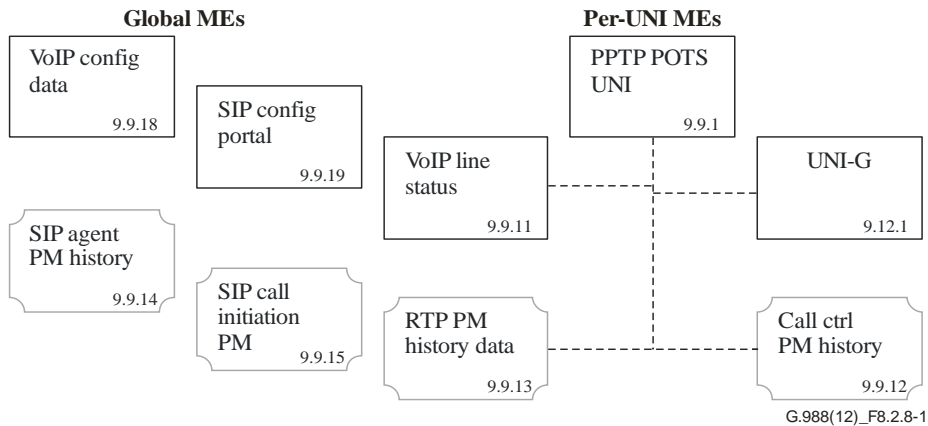 Global MEs
Per-UNI MEs
VoIP config
data
9.9.18
SIP config
portal
9.9.19
PPTP POTS
UNI
9.9.1
VoIP line
status
9.9.11
UNI-G
9.12.1
SIP agent
PM history
9.9.14
SIP call
initiation
PM
9.9.15
RTP PM
history data
9.9.13
Call ctrl
PM history
9.9.12
G.988(12)_F8.2.8-1